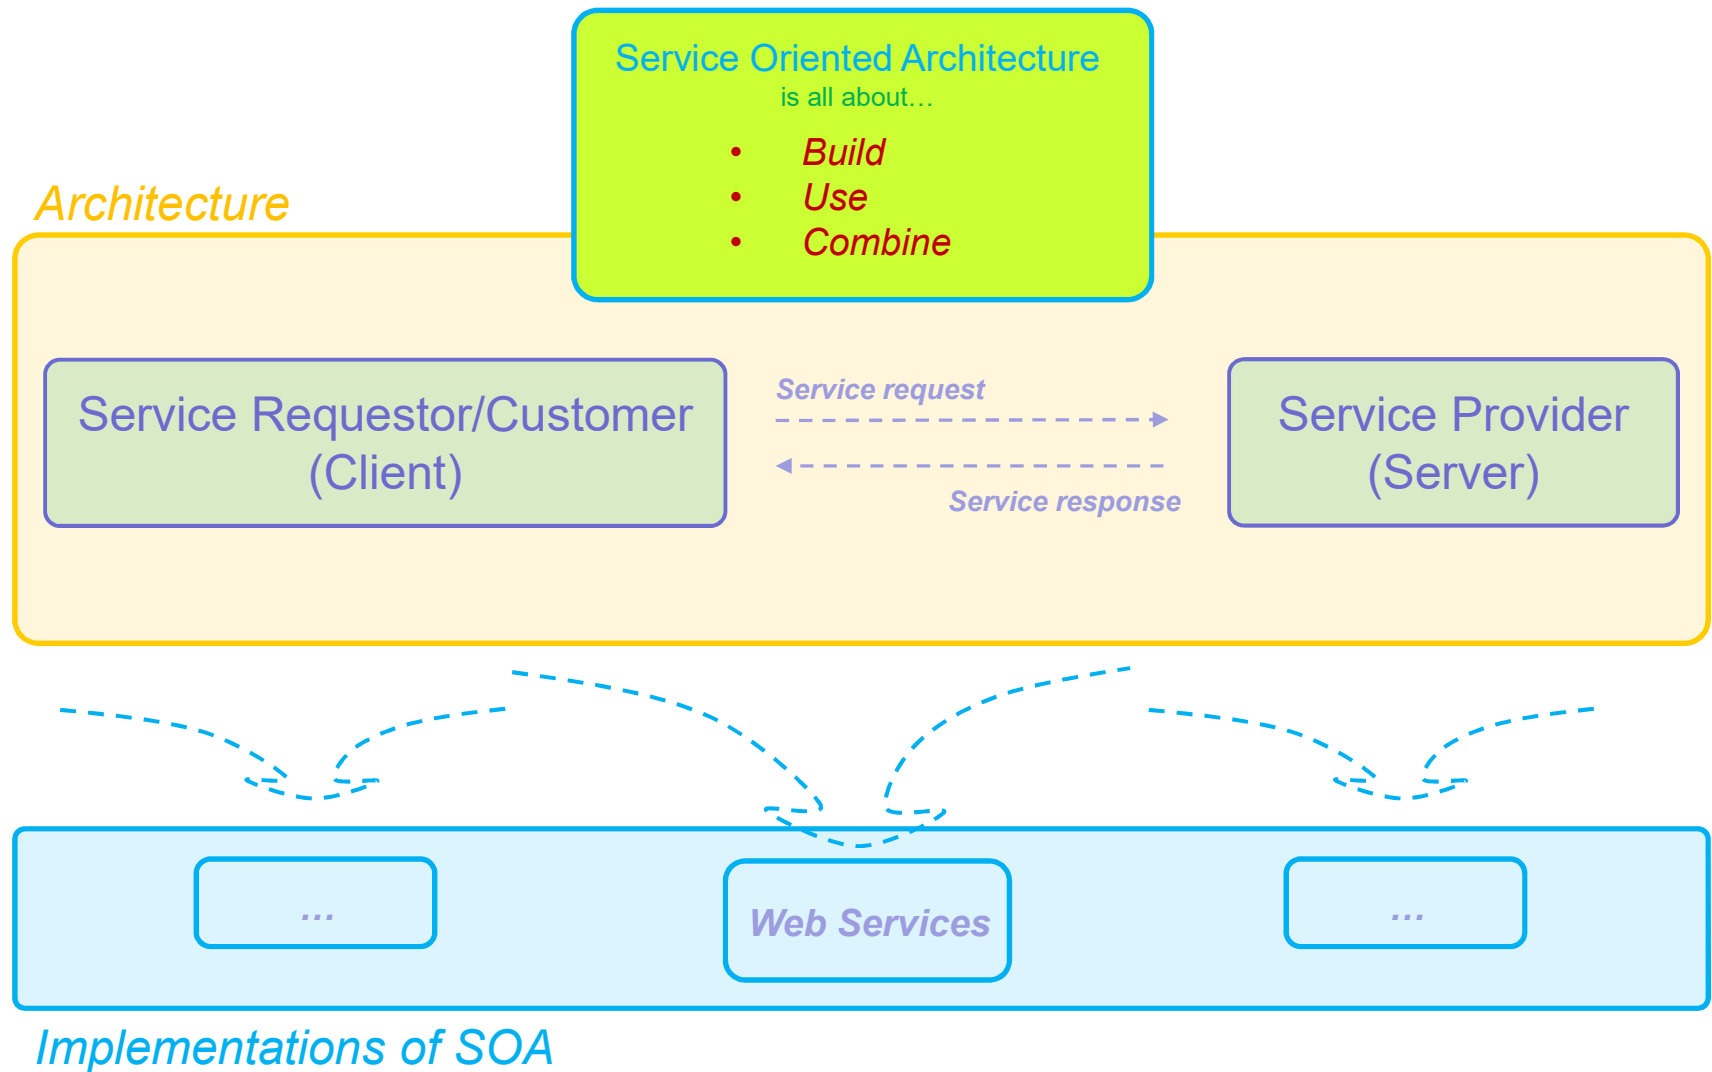 Service Oriented Architecture
is all about…
• Build
• Use
• Combine
Architecture
Service Requestor/Customer
(Client)
Service request
Service response
Service Provider
(Server)
…
Web Services
…
Implementations of SOA